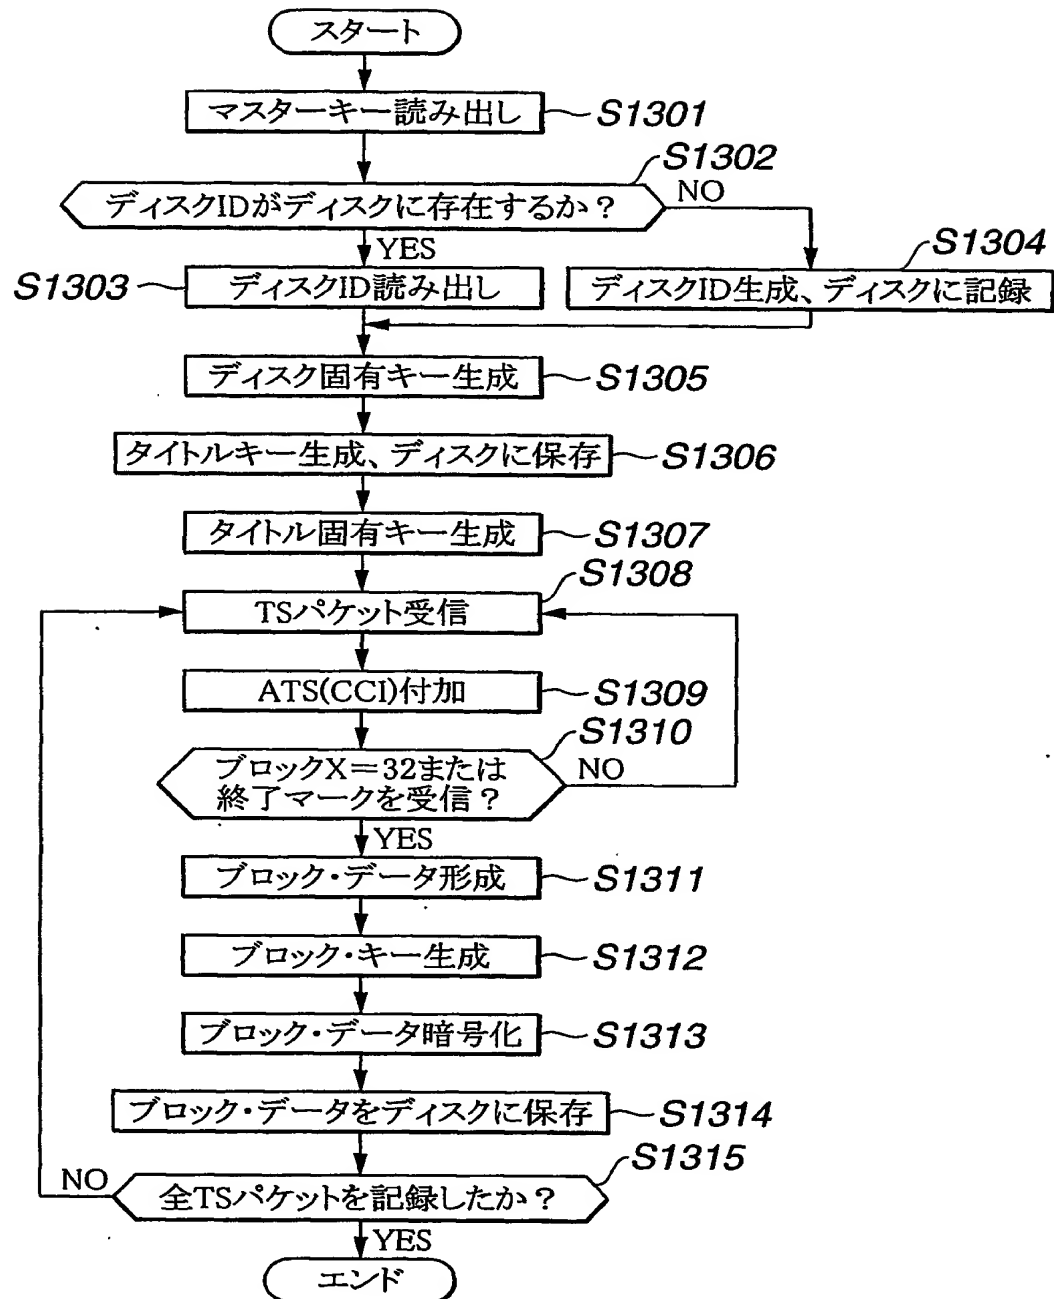 スタート
マスターキー読み出し
S1301
S1302
ディスクIDがディスクに存在するか?
NO
YES
S1303
ディスクID読み出し
S1304
ディスクID生成、ディスクに記録
ディスク固有キー生成
S1305
タイトルキー生成、ディスクに保存
S1306
タイトル固有キー生成
S1307
S1308
TSパケット受信
ATS(CCI)付加
S1309
S1310
ブロックX=32または
終了マークを受信?
NO
YES
ブロック・データ形成
S1311
ブロック・キー生成
S1312
ブロック・データ暗号化
S1313
ブロック・データをディスクに保存
S1314
S1315
NO
全TSパケットを記録したか?
YES
エンド